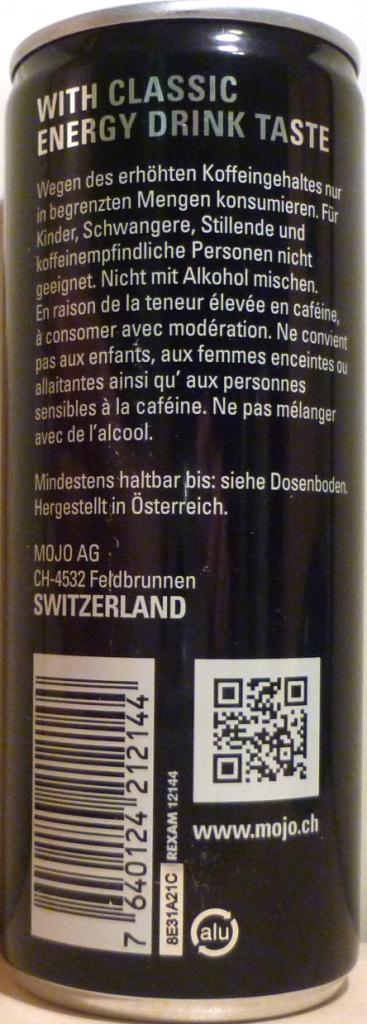 WITH CLASSIC
ENERGY DRINK TASTE
Wegen des erhöhten Koffeingehaltes nur
in begrenzten Mengen konsumieren. Für
Kinder, Schwangere, Stillende und
koffeinempfindliche Personen nicht
geeignet. Nicht mit Alkohol mischen.
En raison de la teneur élevée en caféine,
à consomer avec modération. Ne convient
pas aux enfants, aux femmes enceintes ou
allaitantes ainsi qu' aux personnes
sensibles à la caféine. Ne pas mélanger
avec de l'alcool.
Mindestens haltbar bis: siehe Dosenboden.
Hergestellt in Österreich.
MOJO AG
CH-4532 Feldbrunnen
SWITZERLAND
7 640124 212144
8E31A21C
REXAM 12144
www.mojo.ch
alu